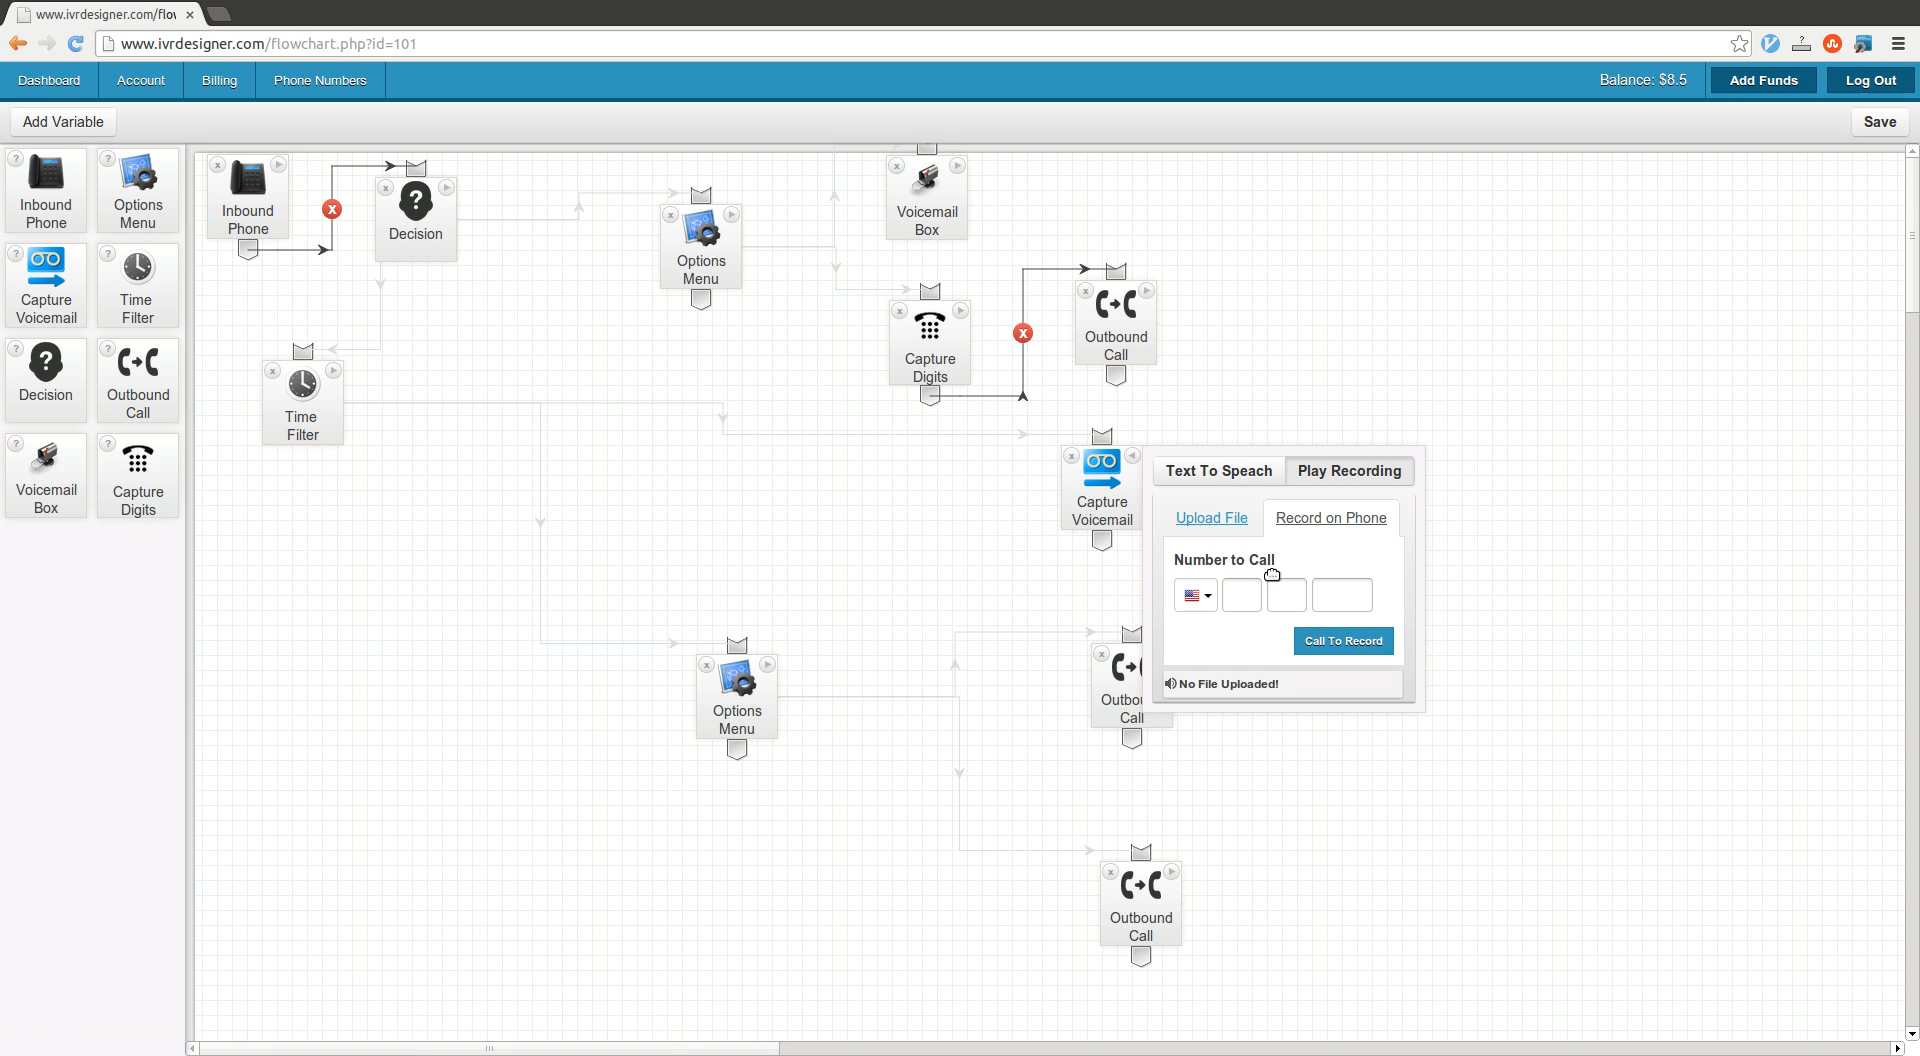 www.ivrdesigner.com/flov
www.ivrdesigner.com/flowchart.php?id=101
Dashboard
Account
Billing
Phone Numbers
Balance: $8.5
Add Funds
Log Out
Add Variable
Save
Inbound
Phone
Options
Menu
Capture
Voicemail
Time
Filter
Decision
Outbound
Call
Voicemail
Box
Capture
Digits
Inbound
Phone
Decision
Options
Menu
Voicemail
Box
Capture
Digits
Outbound
Call
Time
Filter
Capture
Voicemail
Text To Speach
Play Recording
Upload File
Record on Phone
Number to Call
Call To Record
No File Uploaded!
Options
Menu
Outbou
Call
Outbound
Call